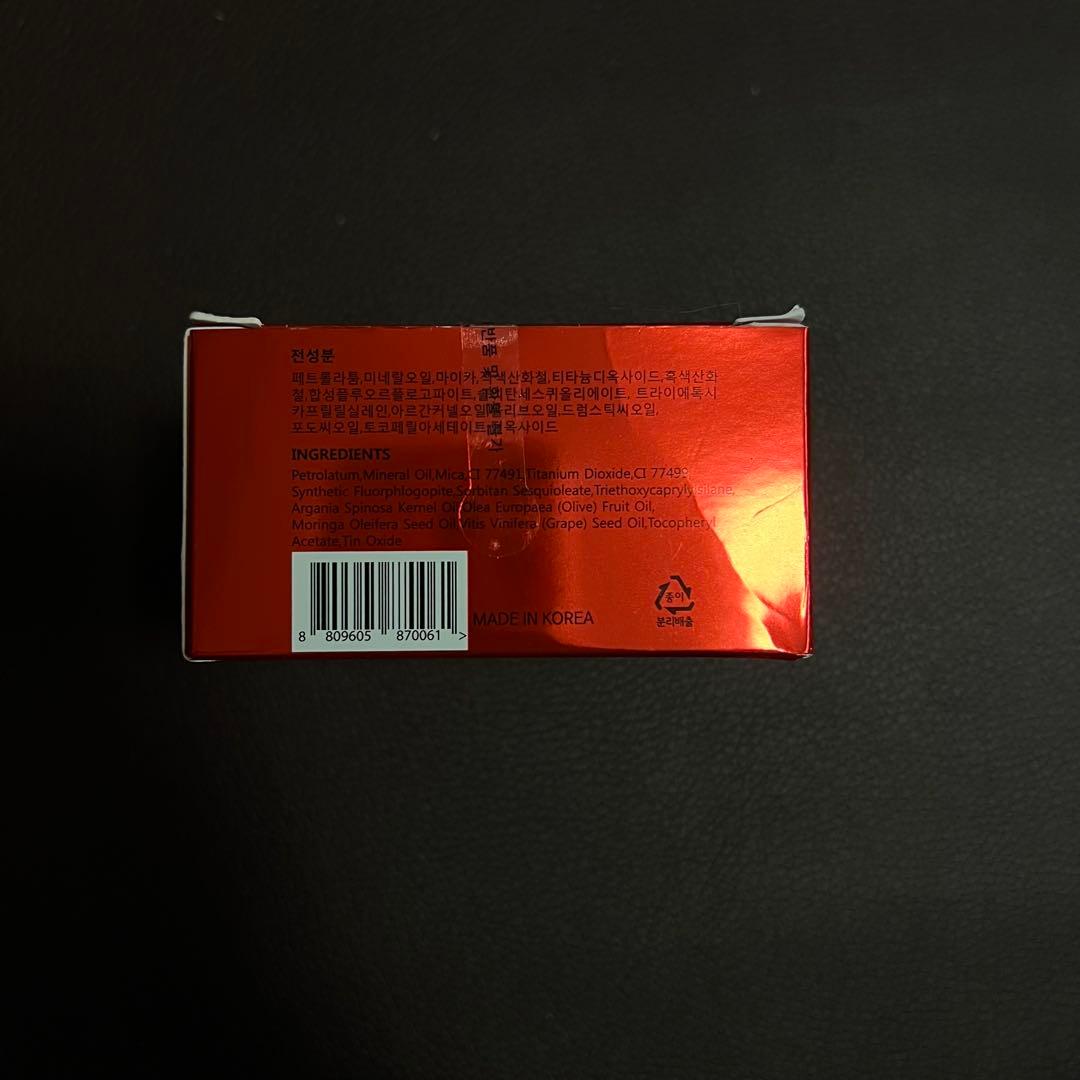 전성분
페트롤라툼,미네랄오일,마이카,적색산화철,티타늄디옥사이드,흑색산화
철,합성플루오르플로고파이트,솔비탄세스퀴올리에이트, 트라이에톡시
카프릴릴실레인,아르간커넬오일,올리브오일,드럼스틱씨오일,
포도씨오일,토코페릴아세테이트,틴옥사이드
INGREDIENTS
Petrolatum,Mineral Oil,Mica,CI 77491,Titanium Dioxide,CI 77499,
Synthetic Fluorphlogopite,Sorbitan Sesquioleate,Triethoxycaprylylsilane,
Argania Spinosa Kernel Oil,Olea Europaea (Olive) Fruit Oil,
Moringa Oleifera Seed Oil,Vitis Vinifera (Grape) Seed Oil,Tocopheryl
Acetate,Tin Oxide
8 809605 870061 >
MADE IN KOREA
종이
분리배출
반품 및 환불 불가